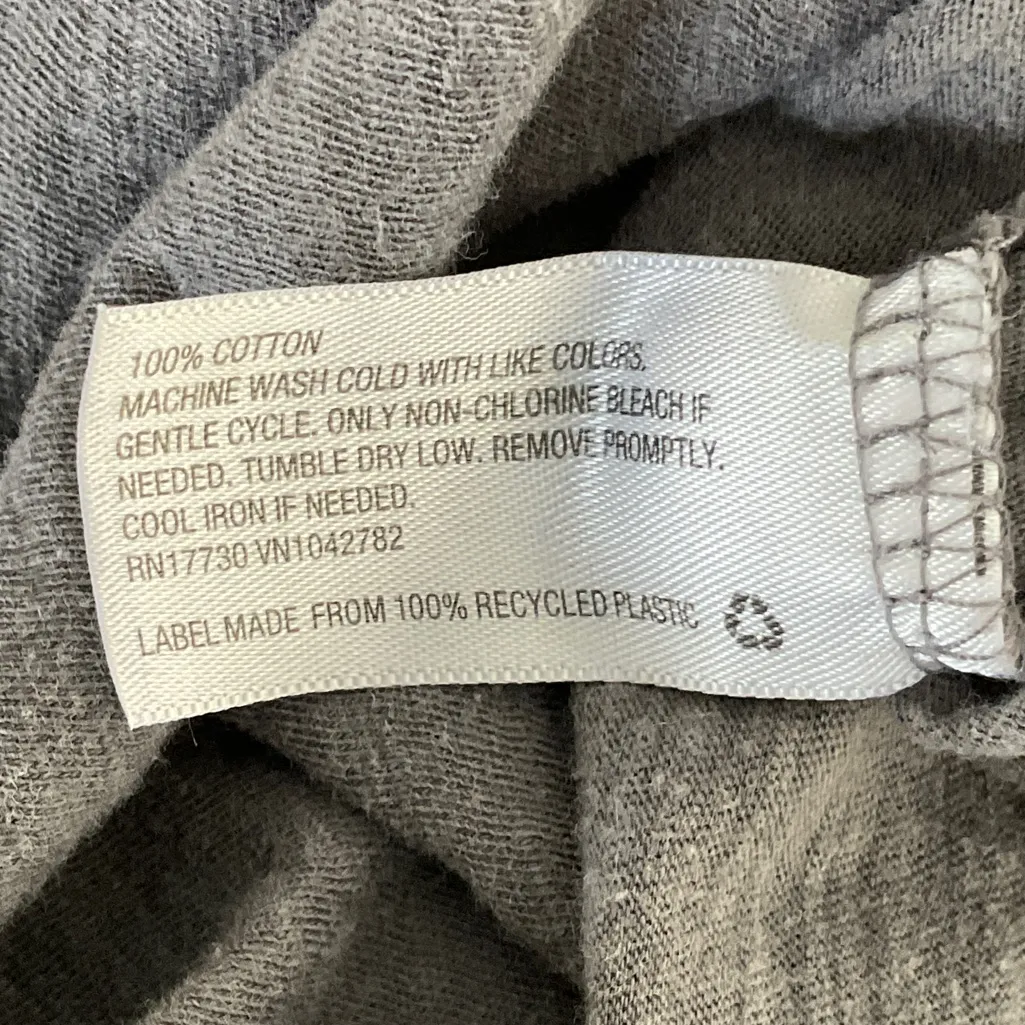 100% COTTON
MACHINE WASH COLD WITH LIKE COLORS,
GENTLE CYCLE. ONLY NON-CHLORINE BLEACH IF
NEEDED. TUMBLE DRY LOW. REMOVE PROMPTLY.
COOL IRON IF NEEDED.
RN17730 VN1042782
LABEL MADE FROM 100% RECYCLED PLASTIC